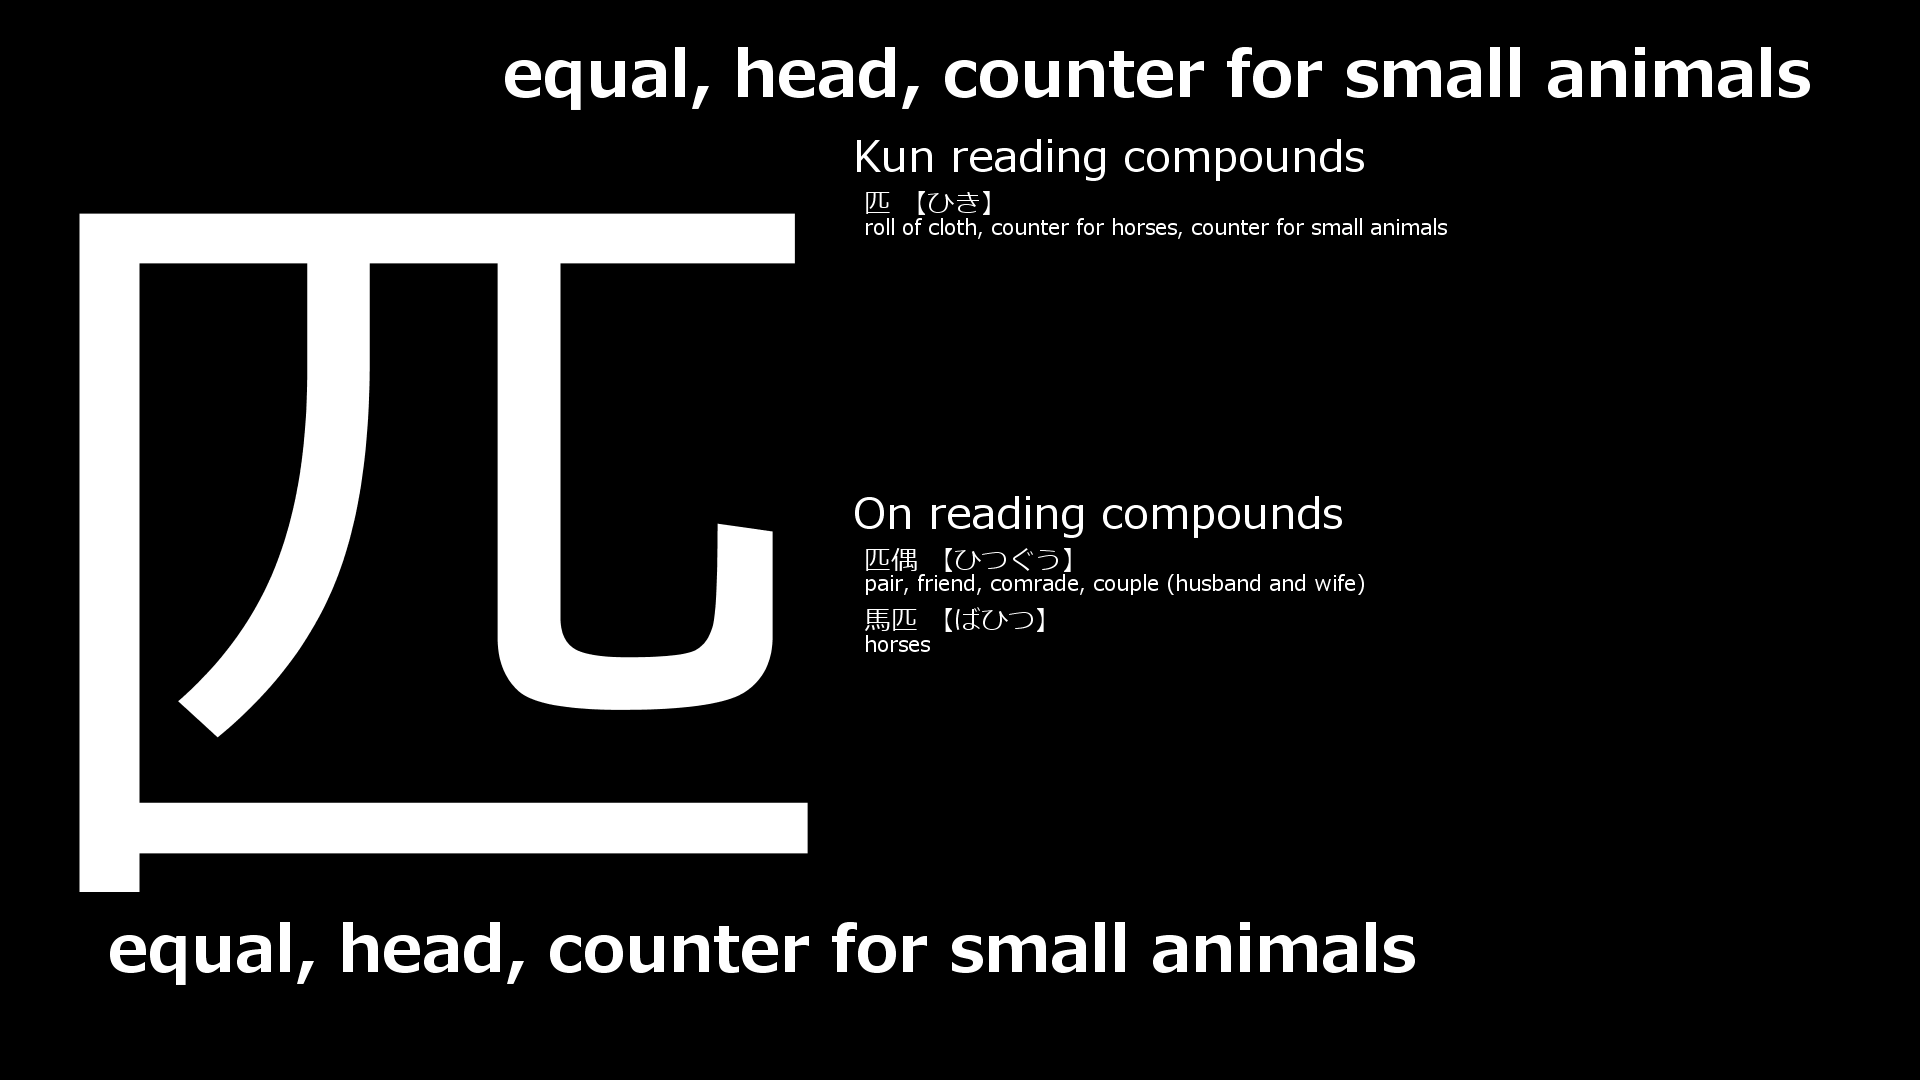 equal, head, counter for small animals
匹
Kun reading compounds
匹 【ひき】
roll of cloth, counter for horses, counter for small animals
On reading compounds
匹偶 【ひつぐう】
pair, friend, comrade, couple (husband and wife)
馬匹 【ばひつ】
horses
equal, head, counter for small animals